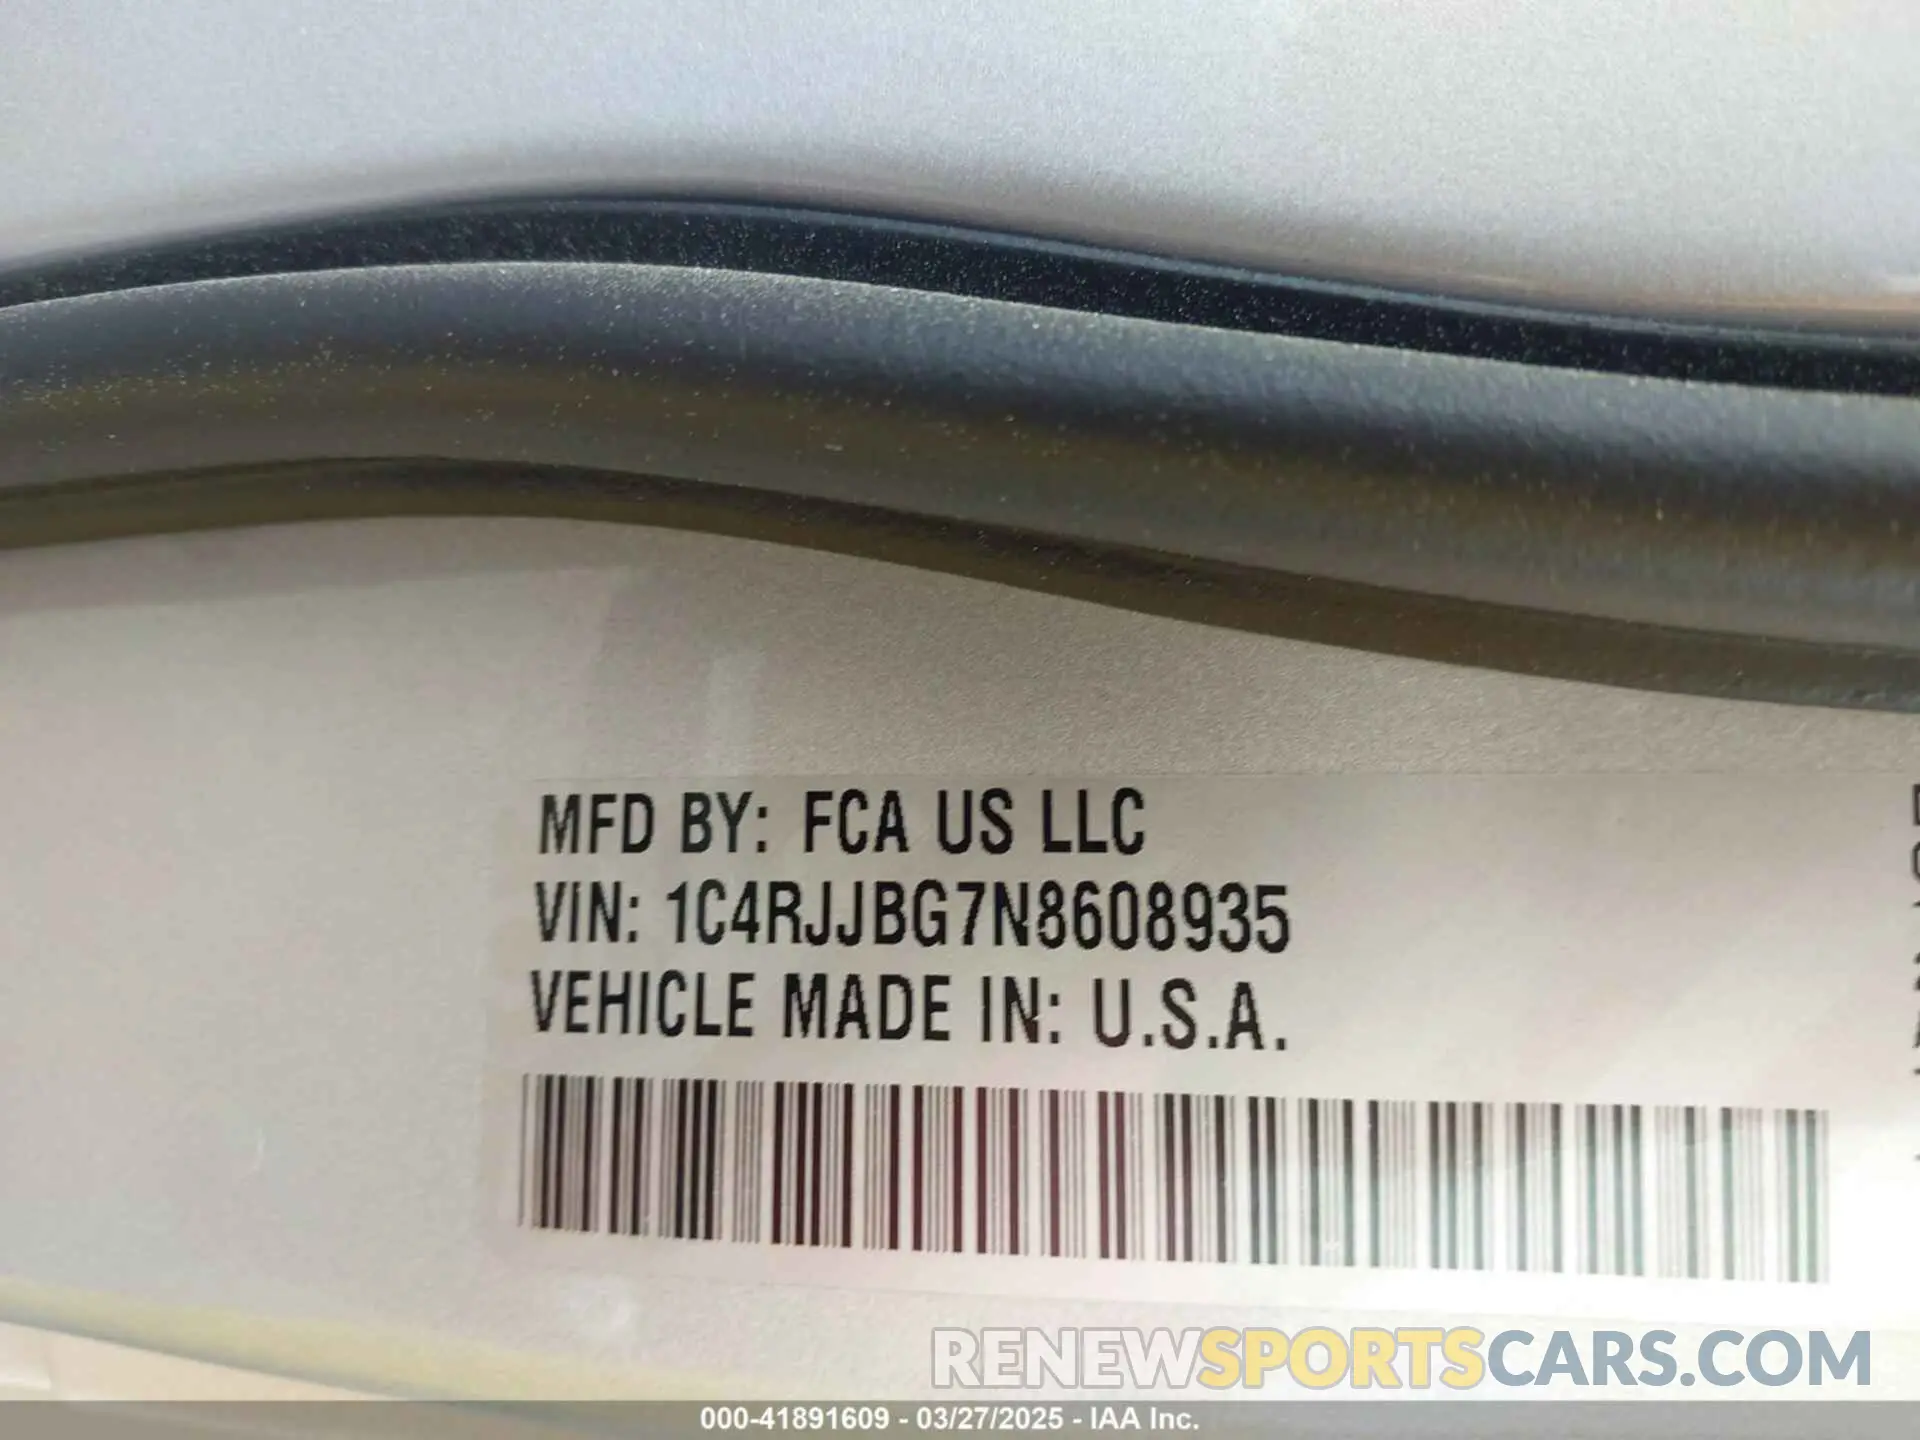 MFD BY: FCA US LLC
VIN: 1C4RJJBG7N8608935
VEHICLE MADE IN: U.S.A.
RENEWSPORTSCARS.COM
000-41891609 - 03/27/2025 - IAA Inc.